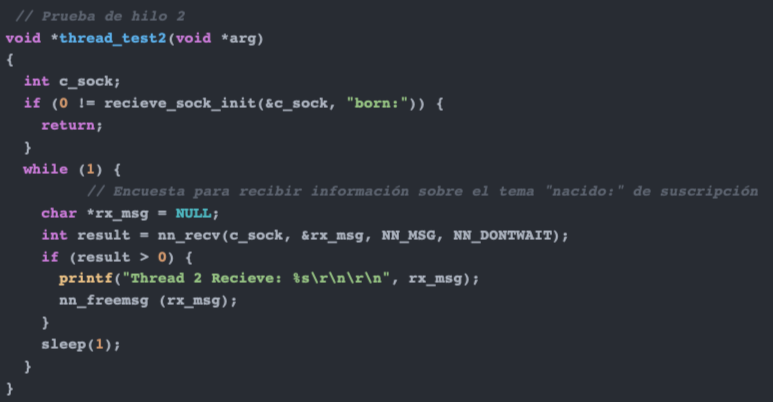 // Prueba de hilo 2
void *thread_test2(void *arg)
{
  int c_sock;
  if (0 != recieve_sock_init(&c_sock, "born:")) {
    return;
  }
  while (1) {
         // Encuesta para recibir información sobre el tema "nacido:" de suscripción
    char *rx_msg = NULL;
    int result = nn_recv(c_sock, &rx_msg, NN_MSG, NN_DONTWAIT);
    if (result > 0) {
      printf("Thread 2 Recieve: %s\r\n\r\n", rx_msg);
      nn_freemsg (rx_msg);
    }
    sleep(1);
  }
}